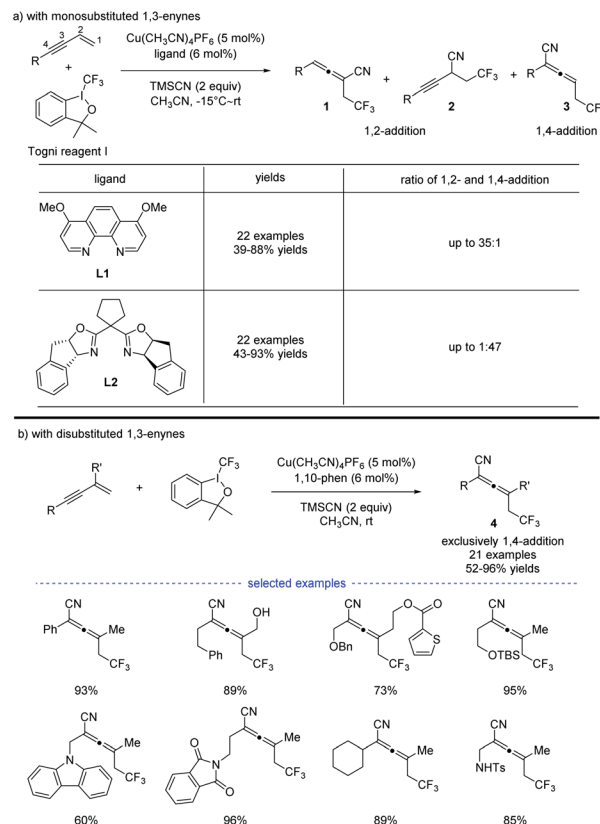 a) with monosubstituted 1,3-enynes
4 3 2 1
R
+
CF3
I
O
Togni reagent I
Cu(CH3CN)4PF6 (5 mol%)
ligand (6 mol%)
TMSCN (2 equiv)
CH3CN, -15°C~rt
R CN CF3
1
+
CN CF3 R
2
+
CN R CF
3
1,2-addition
1,4-addition
ligand yields ratio of 1,2- and 1,4-addition
MeO OMe
N N
L1
22 examples
39-88% yields
up to 35:1
O O
N N
L2
22 examples
43-93% yields
up to 1:47
b) with disubstituted 1,3-enynes
R'
R
+
CF3
I
O
Cu(CH3CN)4PF6 (5 mol%)
1,10-phen (6 mol%)
TMSCN (2 equiv)
CH3CN, rt
CN
R R'
CF3
4
exclusively 1,4-addition
21 examples
52-96% yields
selected examples
CN
Ph Me
CF3
93%
CN OH
Ph CF3
89%
CN O O
OBn S
CF3
73%
CN
Me
OTBS CF3
95%
CN
N Me
CF3
60%
CN
O Me
N
O CF3
96%
CN
Me
CF3
89%
CN
Me
NHTs CF3
85%